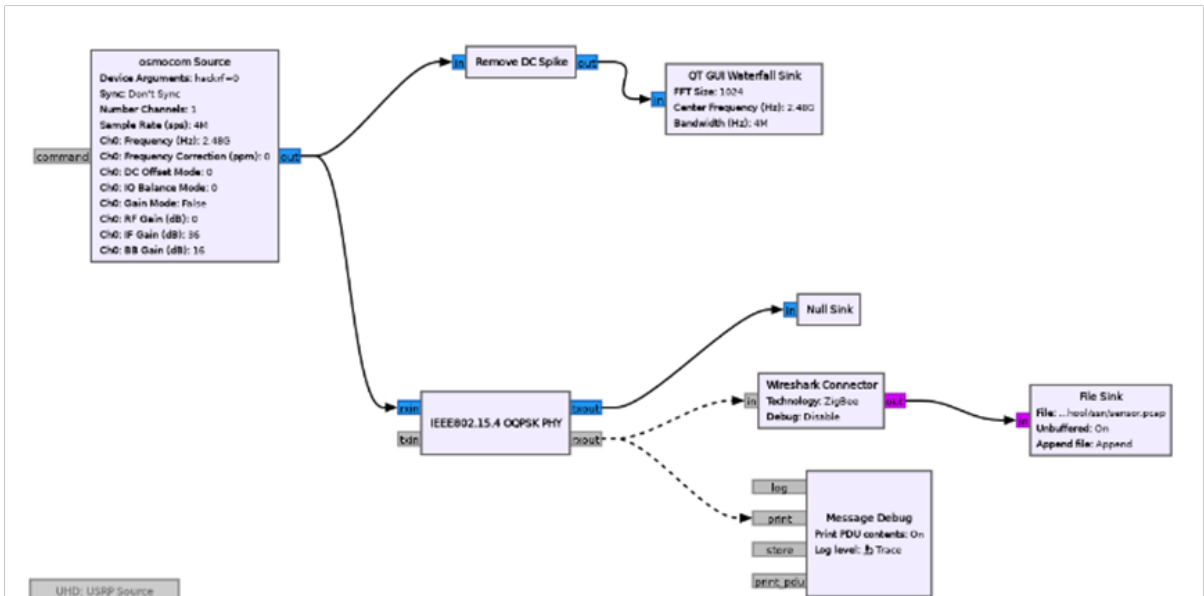 osmocom Source
Device Arguments: hackrf=0
Sync: Don't Sync
Number Channels: 1
Sample Rate (sps): 4M
Ch0: Frequency (Hz): 2.48G
Ch0: Frequency Correction (ppm): 0
Ch0: DC Offset Mode: 0
Ch0: IQ Balance Mode: 0
Ch0: Gain Mode: False
Ch0: RF Gain (dB): 0
Ch0: IF Gain (dB): 36
Ch0: BB Gain (dB): 16
command
out
in
Remove DC Spike
out
in
QT GUI Waterfall Sink
FFT Size: 1024
Center Frequency (Hz): 2.48G
Bandwidth (Hz): 4M
in
Null Sink
rxin
txin
IEEE802.15.4 OQPSK PHY
txout
rxout
in
Wireshark Connector
Technology: ZigBee
Debug: Disable
out
in
File Sink
File: ...hool/ssn/sensor.pcap
Unbuffered: On
Append file: Append
log
print
store
print_pdu
Message Debug
Print PDU contents: On
Log level: Trace
UHD: USRP Source